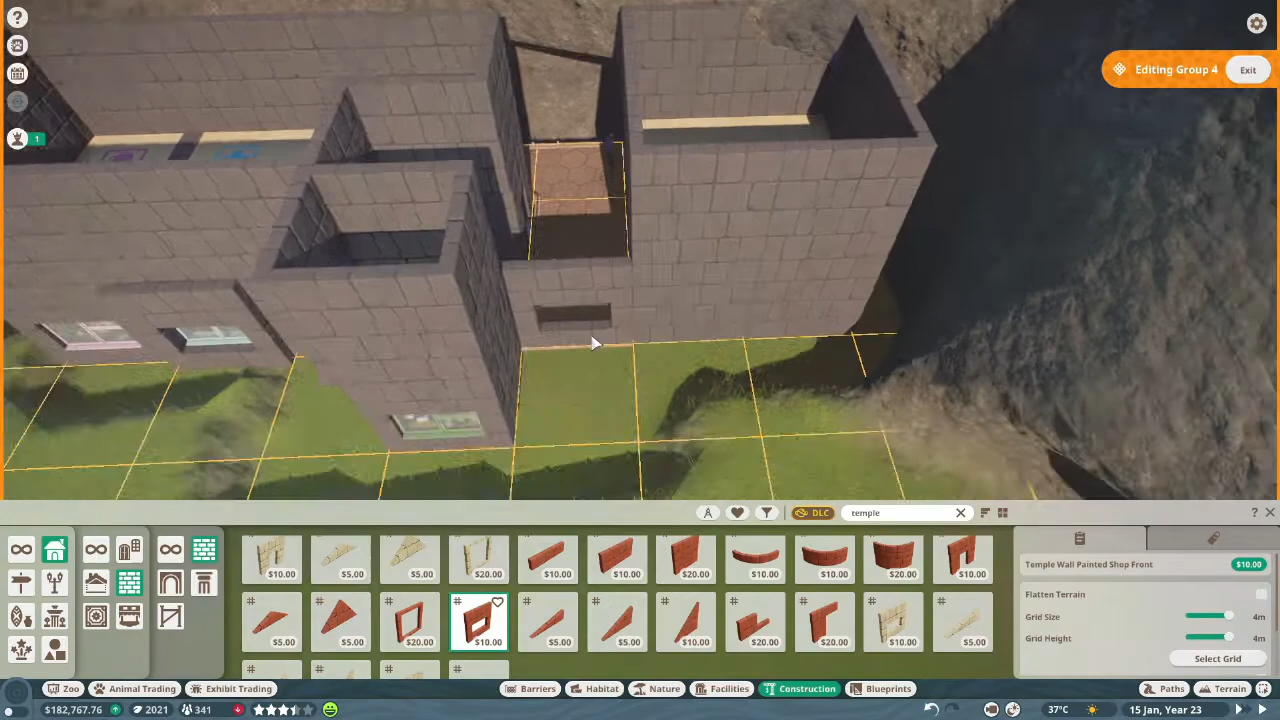 ?
1
Editing Group 4
Exit
A
DLC
temple
? ×
$10.00
$5.00
$5.00
$20.00
$10.00
$10.00
$20.00
$10.00
$10.00
$20.00
$10.00
$5.00
$5.00
$20.00
$10.00
$5.00
$5.00
$10.00
$20.00
$20.00
$10.00
$5.00
Temple Wall Painted Shop Front
$10.00
Flatten Terrain
Grid Size
4m
Grid Height
4m
Select Grid
Zoo
Animal Trading
Exhibit Trading
Barriers
Habitat
Nature
Facilities
Construction
Blueprints
Paths
Terrain
$182,767.76
2021
341
37°C
15 Jan, Year 23